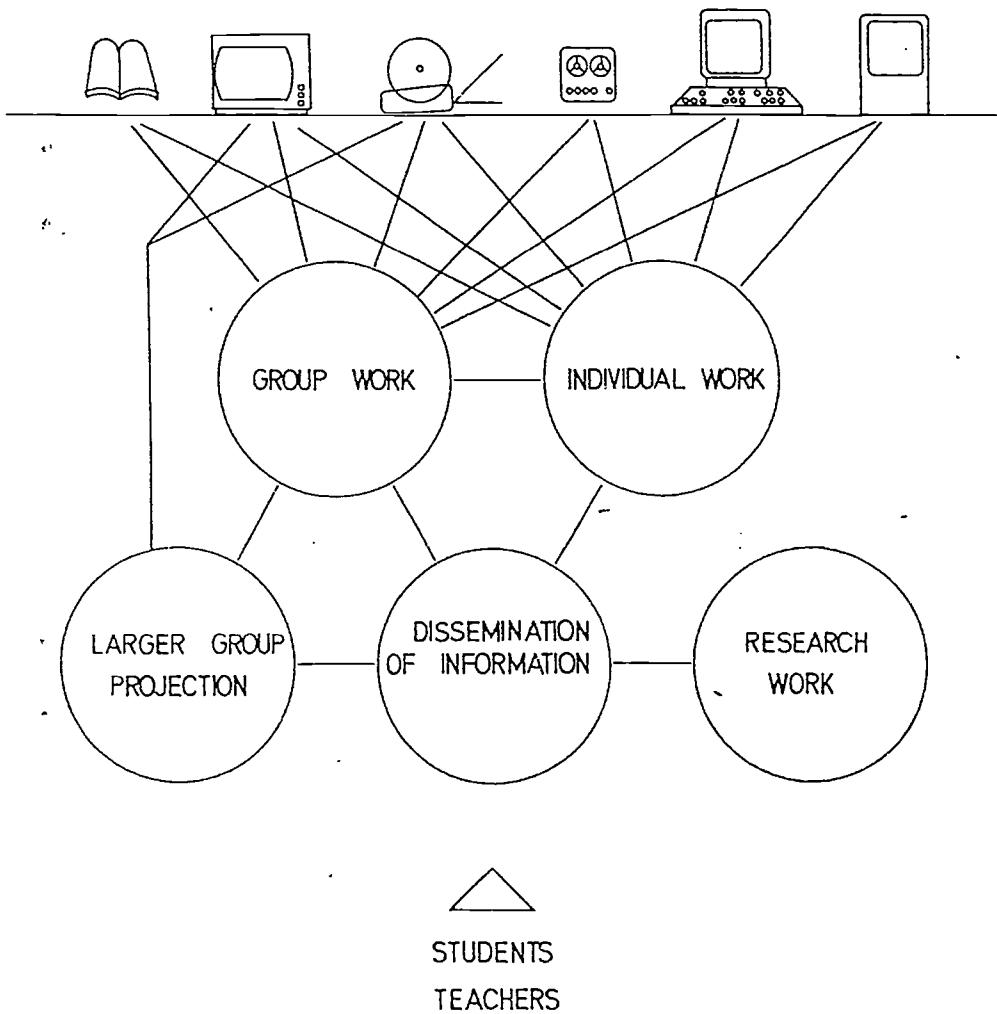 GROUP WORK
INDIVIDUAL WORK
LARGER GROUP
PROJECTION
DISSEMINATION
OF INFORMATION
RESEARCH
WORK
STUDENTS
TEACHERS